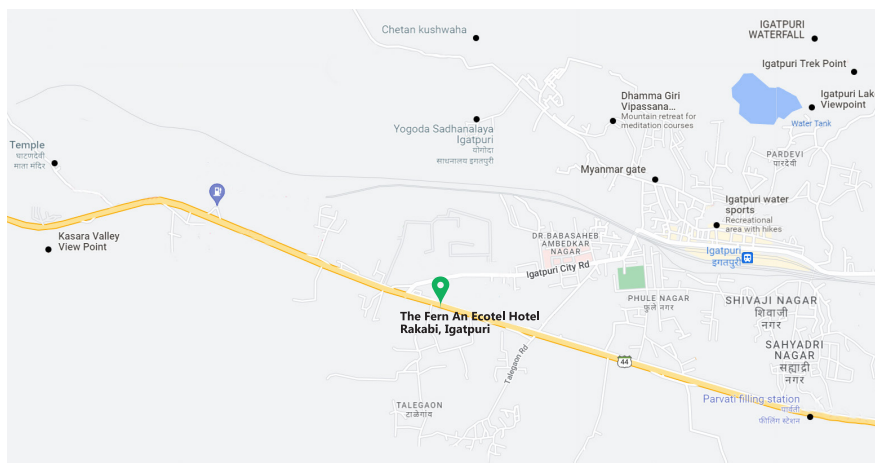 Chetan kushwaha
IGATPURI
WATERFALL
Igatpuri Trek Point
Dhamma Giri
Vipassana...
Mountain retreat for
meditation courses
Igatpuri Lak
Viewpoint
Water Tank
Yogoda Sadhanalaya
Igatpuri
योगोदा
साधनालय इगतपुरी
Temple
घाटणदेवी
माता मंदिर
PARDEVI
पारदेवी
Myanmar gate
Igatpuri water
sports
Recreational
area with hikes
Kasara Valley
View Point
DR.BABASAHEB
AMBEDKAR
NAGAR
Igatpuri
इगतपुरी
Igatpuri City Rd
The Fern An Ecotel Hotel
Rakabi, Igatpuri
PHULE NAGAR
फुले नगर
SHIVAJI NAGAR
शिवाजी
नगर
SAHYADRI
NAGAR
सह्याद्री
नगर
44
Talegaon Rd
TALEGAON
टाळेगांव
Parvati filling station
पार्वती
फीलिंग स्टेशन